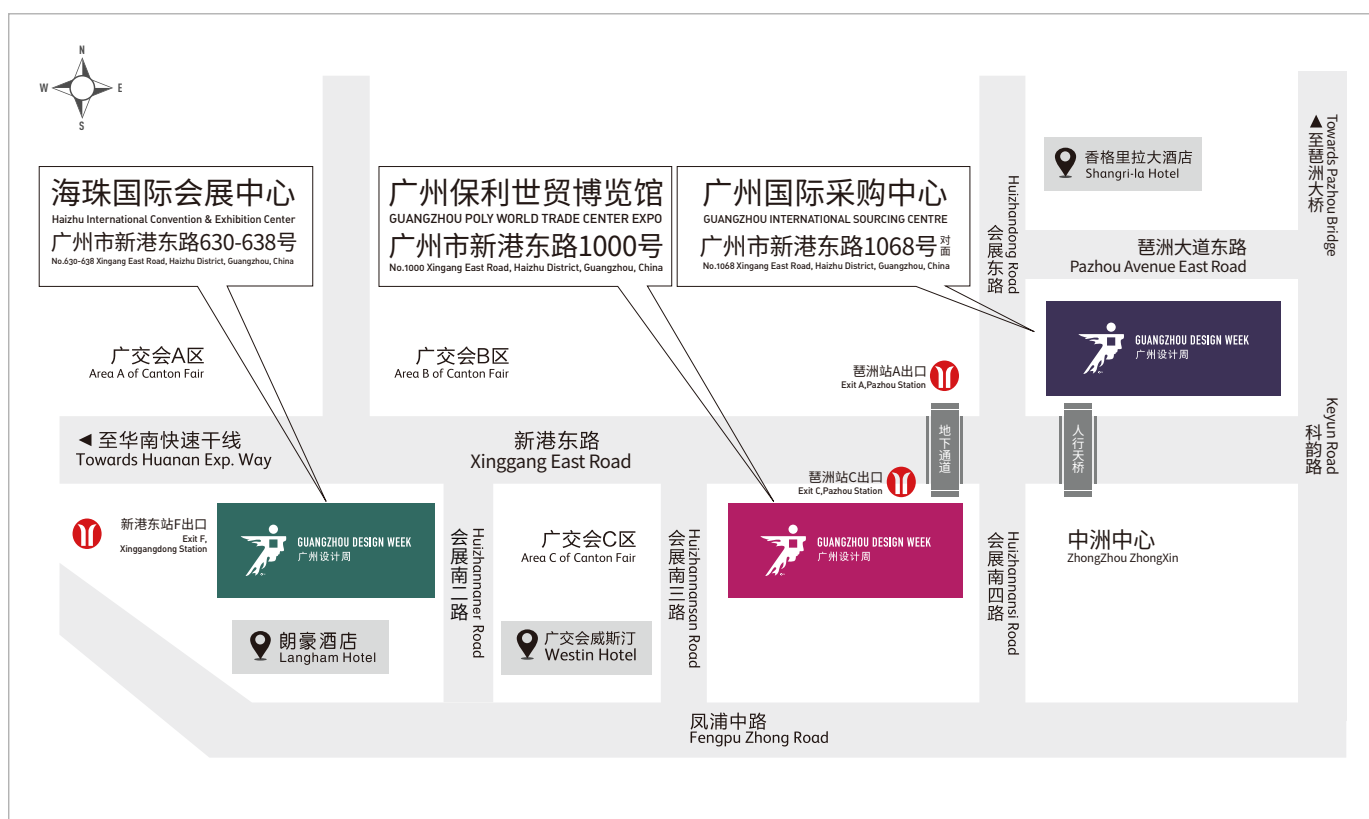 N
W
E
S
海珠国际会展中心
Haizhu International Convention & Exhibition Center
广州市新港东路630-638号
No.630-638 Xingang East Road, Haizhu District, Guangzhou, China
广州保利世贸博览馆
GUANGZHOU POLY WORLD TRADE CENTER EXPO
广州市新港东路1000号
No.1000 Xingang East Road, Haizhu District, Guangzhou, China
广州国际采购中心
GUANGZHOU INTERNATIONAL SOURCING CENTRE
广州市新港东路1068号对面
No.1068 Xingang East Road, Haizhu District, Guangzhou, China
香格里拉大酒店
Shangri-la Hotel
▲至琶洲大桥
Towards Pazhou Bridge
会展东路
Huizhandong Road
琶洲大道东路
Pazhou Avenue East Road
GUANGZHOU DESIGN WEEK
广州设计周
广交会A区
Area A of Canton Fair
广交会B区
Area B of Canton Fair
琶洲站A出口
Exit A,Pazhou Station
◀至华南快速干线
Towards Huanan Exp. Way
新港东路
Xinggang East Road
地下通道
人行天桥
科韵路
Keyun Road
琶洲站C出口
Exit C,Pazhou Station
新港东站F出口
Exit F,
Xinggangdong Station
GUANGZHOU DESIGN WEEK
广州设计周
会展南二路
Huizhannaner Road
广交会C区
Area C of Canton Fair
会展南三路
Huizhannansan Road
GUANGZHOU DESIGN WEEK
广州设计周
会展南四路
Huizhannansi Road
中洲中心
ZhongZhou ZhongXin
朗豪酒店
Langham Hotel
广交会威斯汀
Westin Hotel
凤浦中路
Fengpu Zhong Road